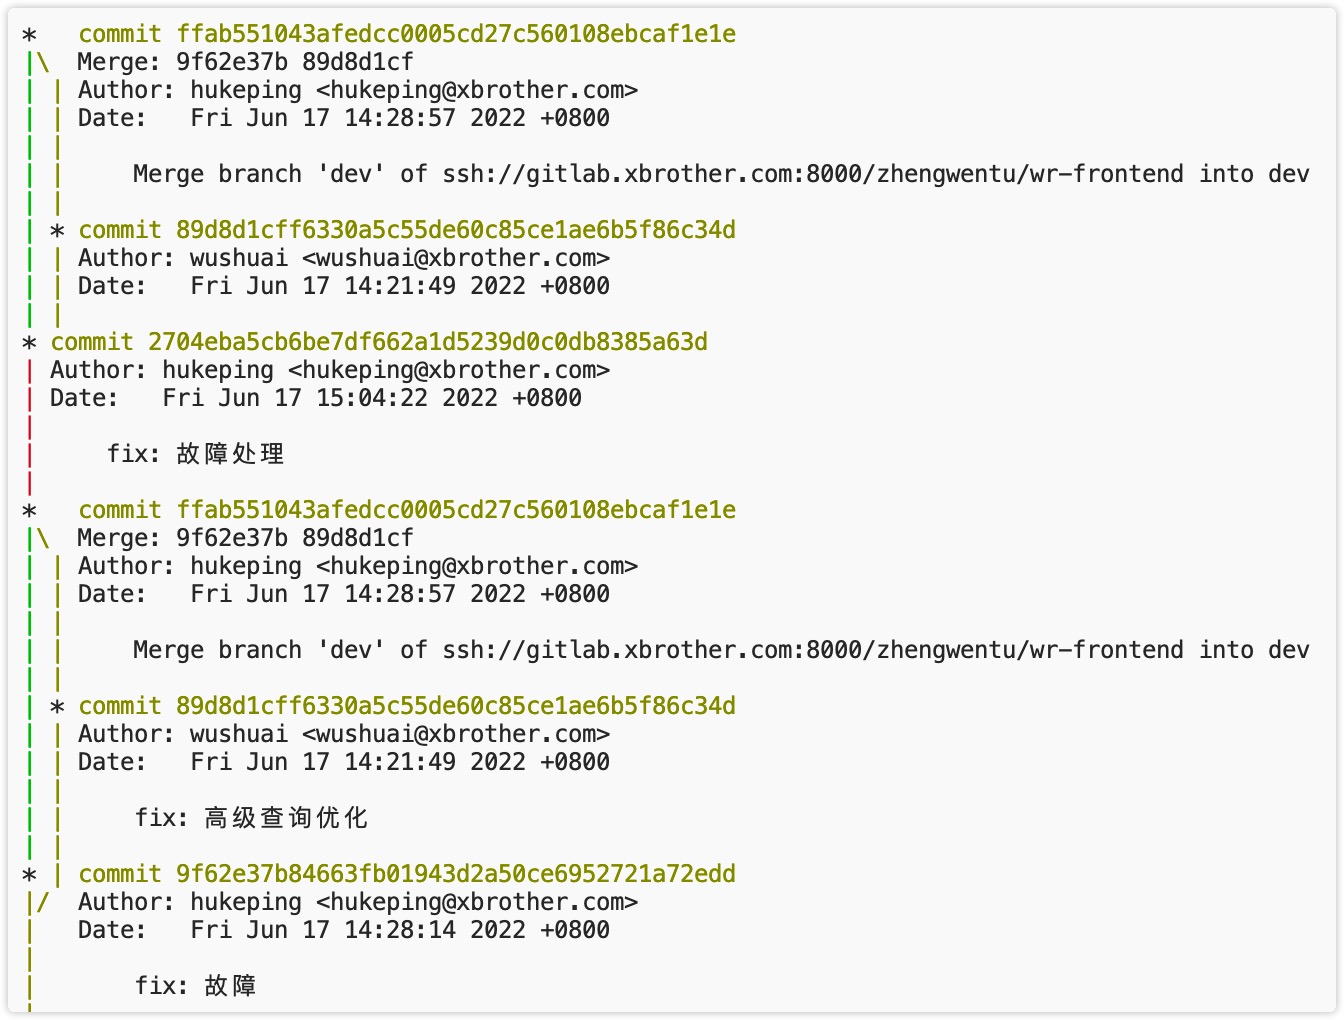 *   commit ffab551043afedcc0005cd27c560108ebcaf1e1e
|\  Merge: 9f62e37b 89d8d1cf
| | Author: hukeping <hukeping@xbrother.com>
| | Date:   Fri Jun 17 14:28:57 2022 +0800
| |
| |     Merge branch 'dev' of ssh://gitlab.xbrother.com:8000/zhengwentu/wr-frontend into dev
| |
| * commit 89d8d1cff6330a5c55de60c85ce1ae6b5f86c34d
| | Author: wushuai <wushuai@xbrother.com>
| | Date:   Fri Jun 17 14:21:49 2022 +0800
| |
* commit 2704eba5cb6be7df662a1d5239d0c0db8385a63d
| Author: hukeping <hukeping@xbrother.com>
| Date:   Fri Jun 17 15:04:22 2022 +0800
|
|     fix: 故障处理
|
*   commit ffab551043afedcc0005cd27c560108ebcaf1e1e
|\  Merge: 9f62e37b 89d8d1cf
| | Author: hukeping <hukeping@xbrother.com>
| | Date:   Fri Jun 17 14:28:57 2022 +0800
| |
| |     Merge branch 'dev' of ssh://gitlab.xbrother.com:8000/zhengwentu/wr-frontend into dev
| |
| * commit 89d8d1cff6330a5c55de60c85ce1ae6b5f86c34d
| | Author: wushuai <wushuai@xbrother.com>
| | Date:   Fri Jun 17 14:21:49 2022 +0800
| |
| |     fix: 高级查询优化
| |
* | commit 9f62e37b84663fb01943d2a50ce6952721a72edd
|/  Author: hukeping <hukeping@xbrother.com>
|   Date:   Fri Jun 17 14:28:14 2022 +0800
|
|       fix: 故障
|